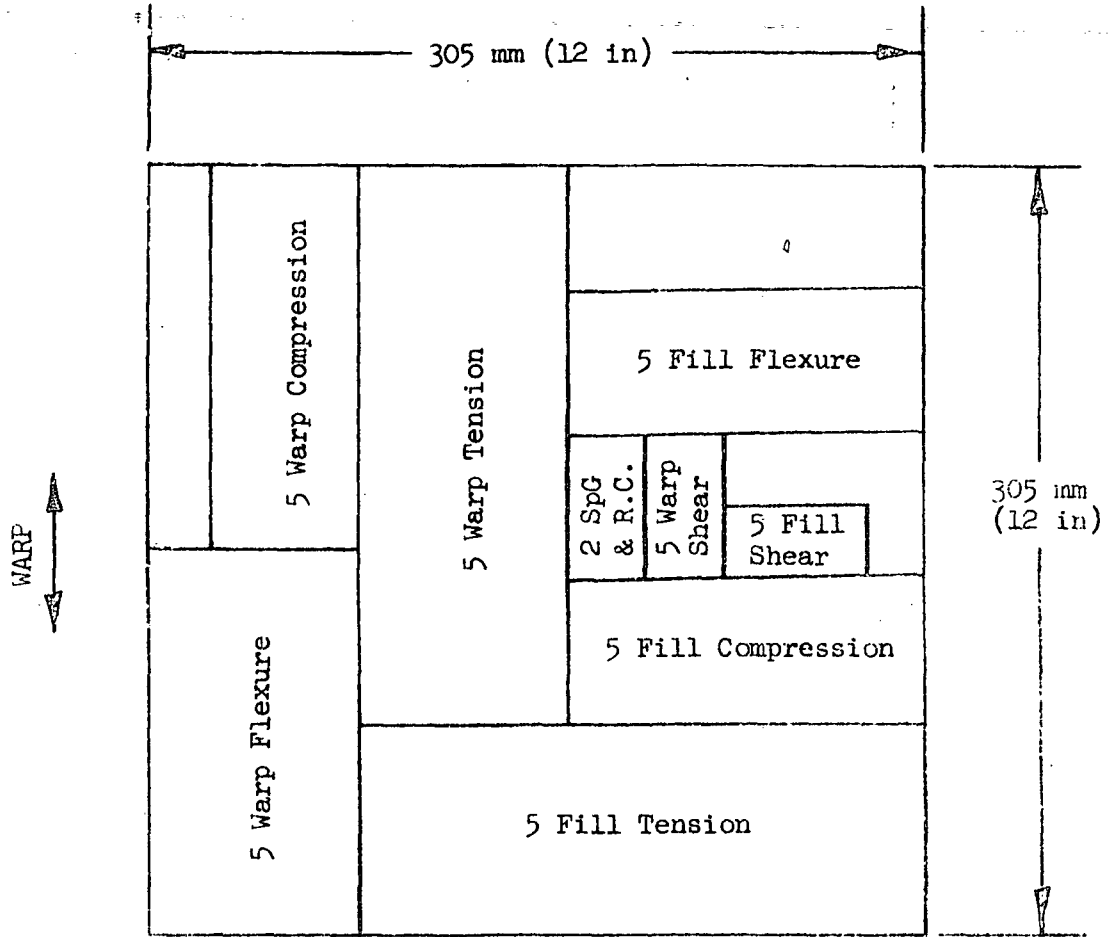 305 mm (12 in)
5 Warp Compression
5 Warp Tension
5 Fill Flexure
2 SpG
& R.C.
5 Warp
Shear
5 Fill
Shear
305 mm
(12 in)
WARP
5 Fill Compression
5 Warp Flexure
5 Fill Tension